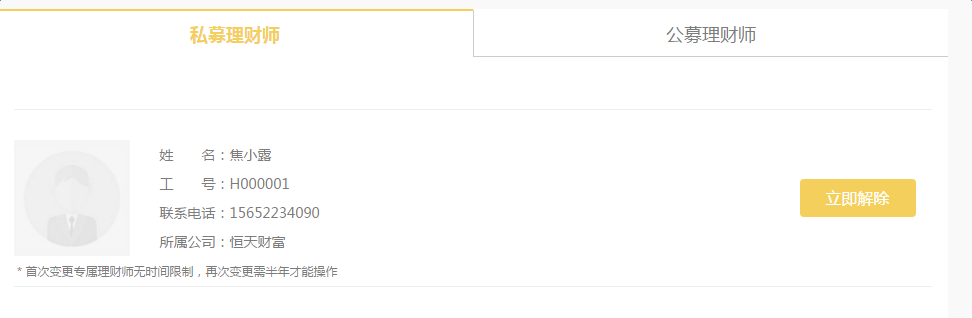 私募理财师
公募理财师
姓　　名：焦小露
工　　号：H000001
联系电话：15652234090
所属公司：恒天财富
立即解除
* 首次变更专属理财师无时间限制，再次变更需半年才能操作